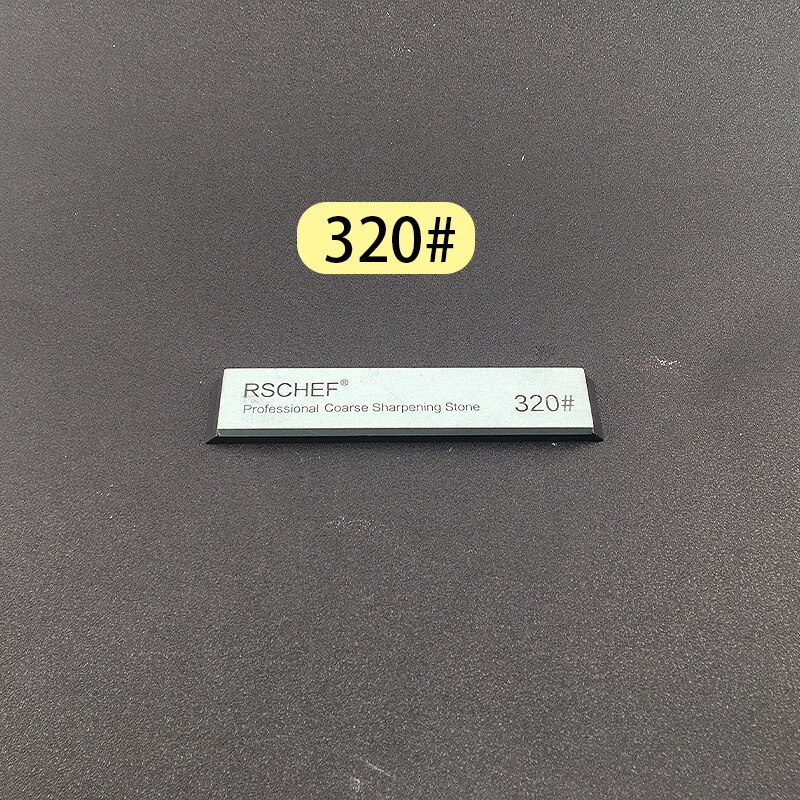 320#
RSCHEF®
Professional Coarse Sharpening Stone 320#